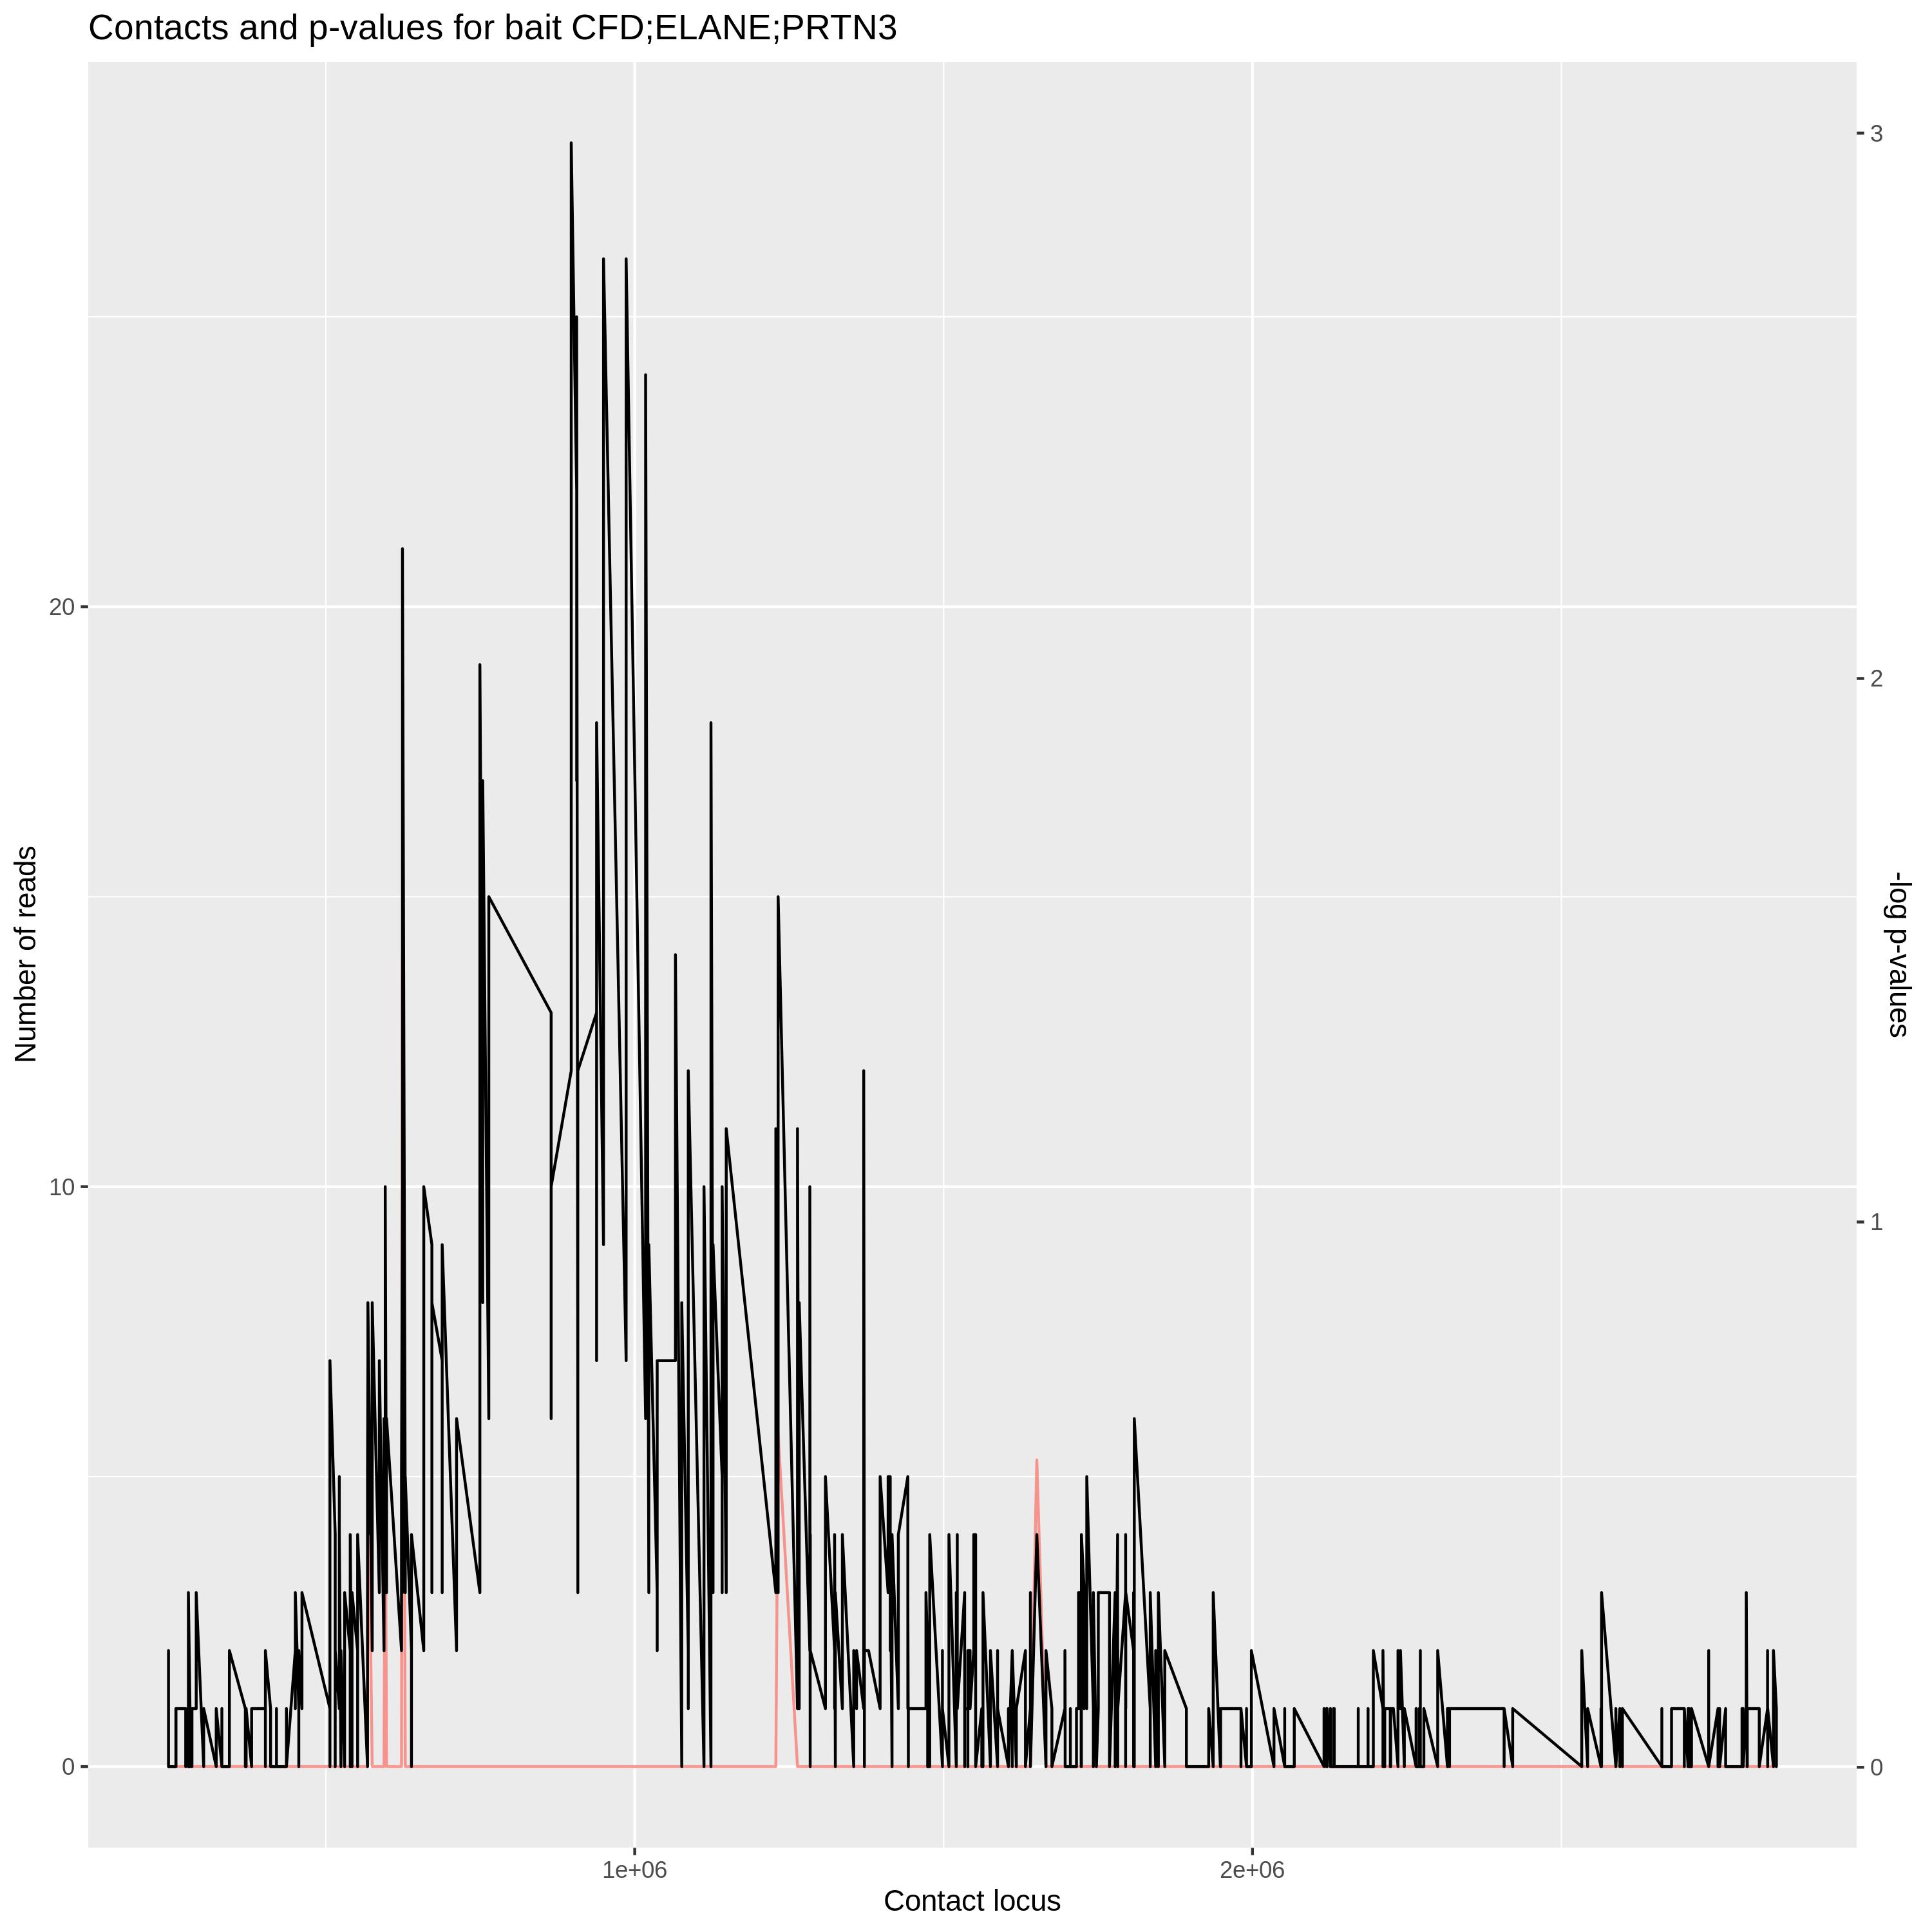 Contacts and p-values for bait CFD;ELANE;PRTN3
3
20
2
Number of reads
-log p-values
10
1
0
0
1e+06
2e+06
Contact locus